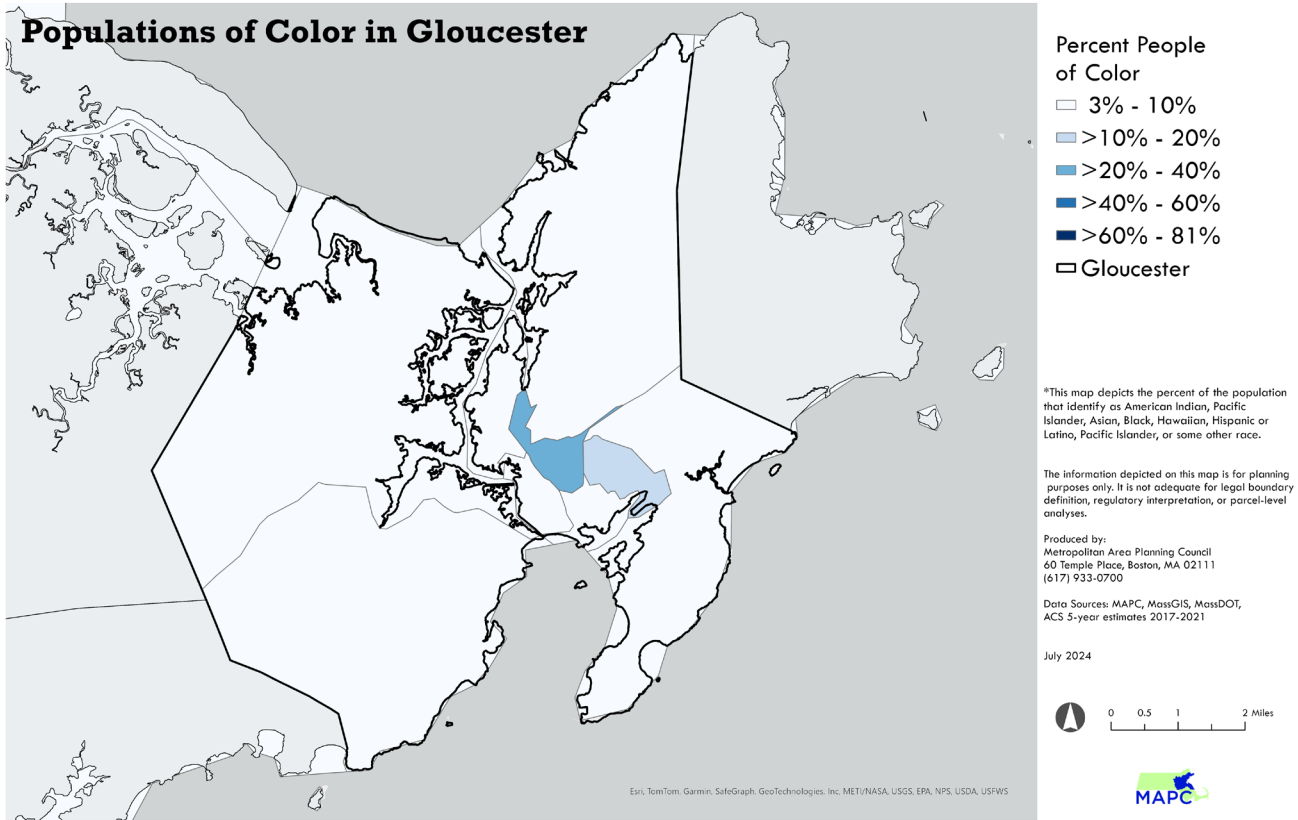 Populations of Color in Gloucester
Percent People
of Color
3% - 10%
>10% - 20%
>20% - 40%
>40% - 60%
>60% - 81%
Gloucester
*This map depicts the percent of the population
that identify as American Indian, Pacific
Islander, Asian, Black, Hawaiian, Hispanic or
Latino, Pacific Islander, or some other race.
The information depicted on this map is for planning
purposes only. It is not adequate for legal boundary
definition, regulatory interpretation, or parcel-level
analyses.
Produced by:
Metropolitan Area Planning Council
60 Temple Place, Boston, MA 02111
(617) 933-0700
Data Sources: MAPC, MassGIS, MassDOT,
ACS 5-year estimates 2017-2021
July 2024
0 0.5 1 2 Miles
Esri, TomTom, Garmin, SafeGraph, GeoTechnologies, Inc, METI/NASA, USGS, EPA, NPS, USDA, USFWS
MAPC